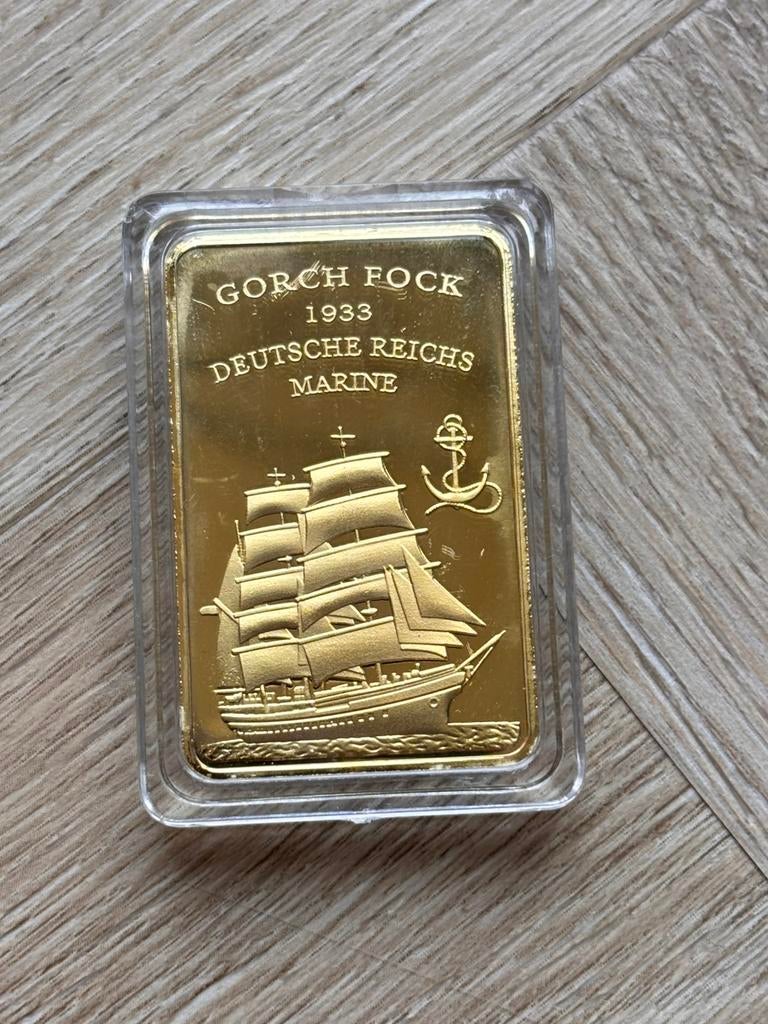 GORCH FOCK
1933
DEUTSCHE REICHS
MARINE